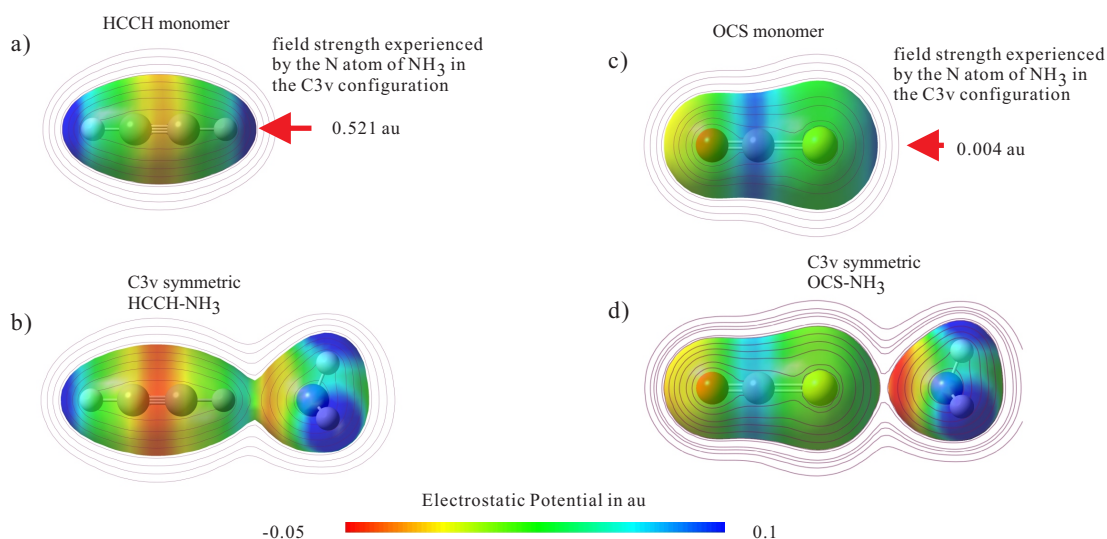 HCCH monomer
a)
field strength experienced
by the N atom of NH3 in
the C3v configuration
0.521 au
OCS monomer
c)
field strength experienced
by the N atom of NH3 in
the C3v configuration
0.004 au
C3v symmetric
HCCH-NH3
b)
C3v symmetric
OCS-NH3
d)
Electrostatic Potential in au
-0.05
0.1